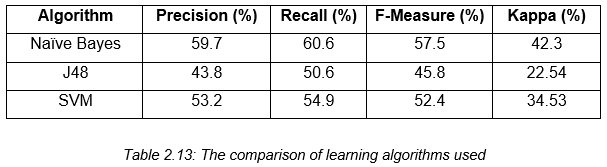 Algorithm Precision (%) Recall (%) F-Measure (%) Kappa (%)
Naïve Bayes 59.7 60.6 57.5 42.3
J48 43.8 50.6 45.8 22.54
SVM 53.2 54.9 52.4 34.53
Table 2.13: The comparison of learning algorithms used